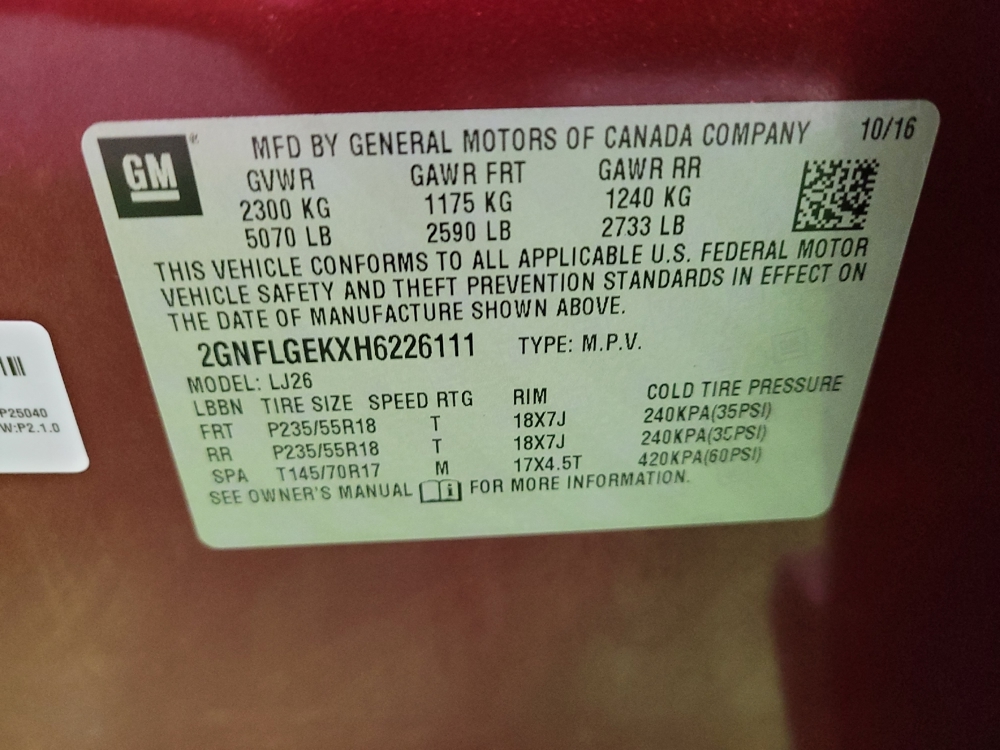 GM
MFD BY GENERAL MOTORS OF CANADA COMPANY 10/16
GVWR GAWR FRT GAWR RR
2300 KG 1175 KG 1240 KG
5070 LB 2590 LB 2733 LB
THIS VEHICLE CONFORMS TO ALL APPLICABLE U.S. FEDERAL MOTOR
VEHICLE SAFETY AND THEFT PREVENTION STANDARDS IN EFFECT ON
THE DATE OF MANUFACTURE SHOWN ABOVE.
2GNFLGEKXH6226111 TYPE: M.P.V.
MODEL: LJ26
LBBN TIRE SIZE SPEED RTG RIM COLD TIRE PRESSURE
FRT P235/55R18 T 18X7J 240KPA(35PSI)
RR P235/55R18 T 18X7J 240KPA(35PSI)
SPA T145/70R17 M 17X4.5T 420KPA(60PSI)
SEE OWNER'S MANUAL i FOR MORE INFORMATION.
P25040
W:P2.1.0